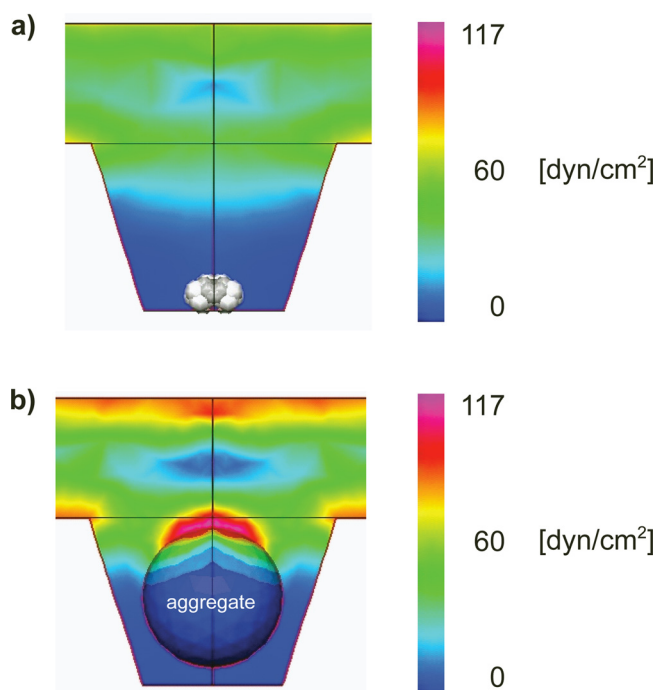 a)
117
60 [dyn/cm²]
0
b)
117
60 [dyn/cm²]
aggregate
0